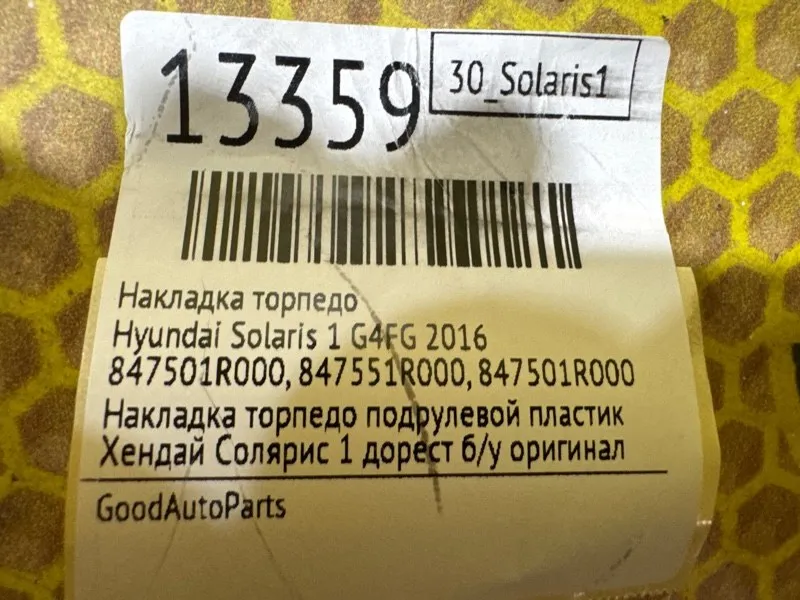 13359
30_Solaris1
Накладка торпедо
Hyundai Solaris 1 G4FG 2016
847501R000, 847551R000, 847501R000
Накладка торпедо подрулевой пластик
Хендай Солярис 1 дорест б/у оригинал
GoodAutoParts